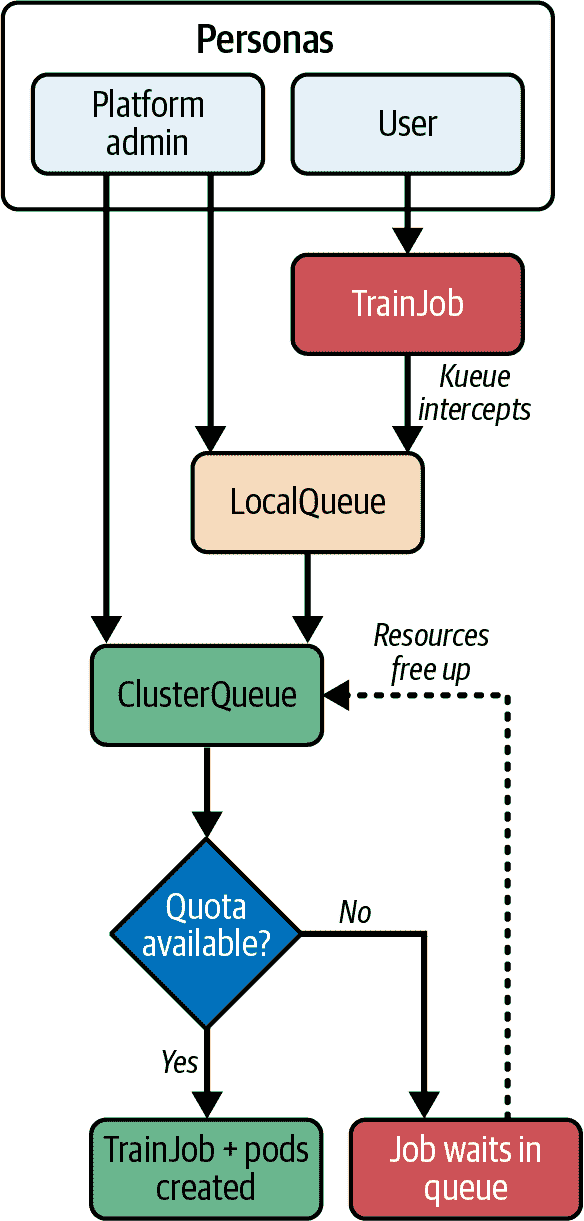 Personas
Platform
admin
User
TrainJob
Kueue
intercepts
LocalQueue
Resources
free up
ClusterQueue
Quota
available?
No
Yes
TrainJob + pods
created
Job waits in
queue